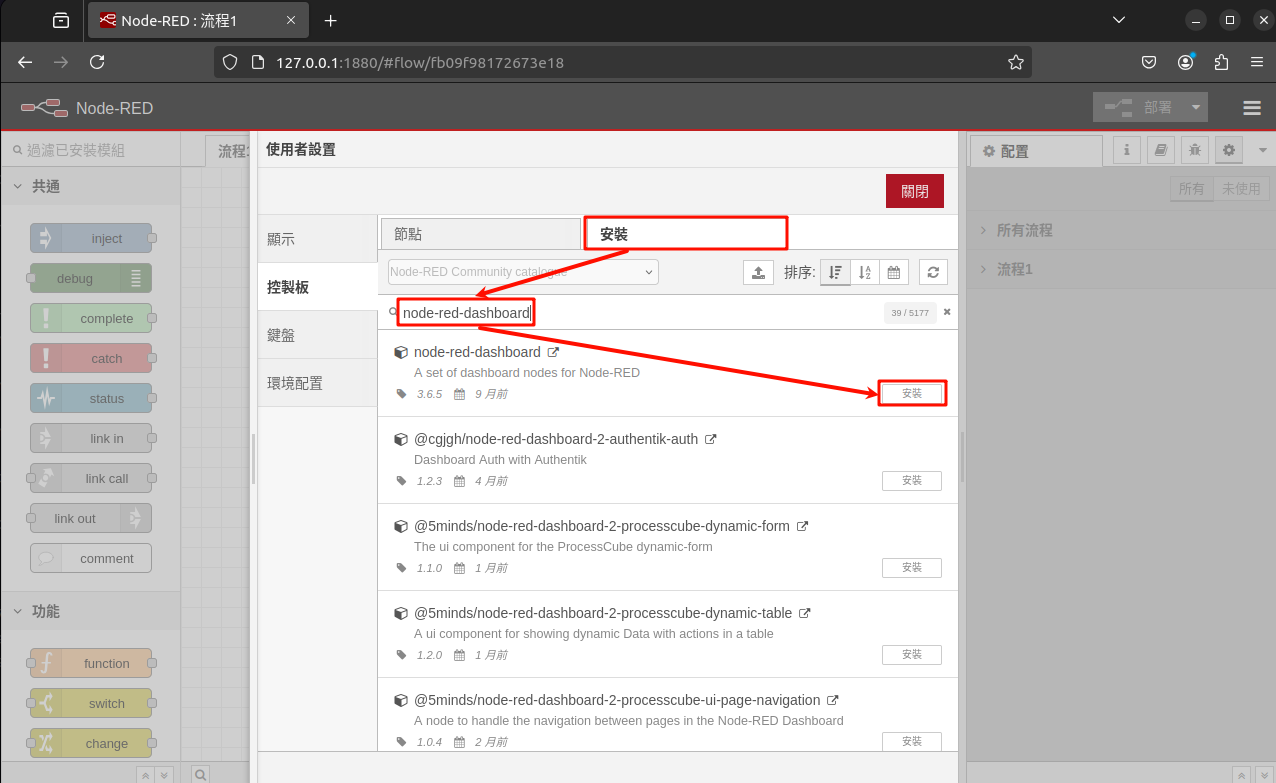 Node-RED : 流程1
127.0.0.1:1880/#flow/fb09f98172673e18
Node-RED
部署
過濾已安裝模組
共通
inject
debug
complete
catch
status
link in
link call
link out
comment
功能
function
switch
change
流程1
使用者設置
關閉
顯示
控製板
鍵盤
環境配置
節點
安裝
Node-RED Community catalogue
排序:
node-red-dashboard
39 / 5177
node-red-dashboard
A set of dashboard nodes for Node-RED
3.6.5 9 月前
安裝
@cgjgh/node-red-dashboard-2-authentik-auth
Dashboard Auth with Authentik
1.2.3 4 月前
安裝
@5minds/node-red-dashboard-2-processcube-dynamic-form
The ui component for the ProcessCube dynamic-form
1.1.0 1 月前
安裝
@5minds/node-red-dashboard-2-processcube-dynamic-table
A ui component for showing dynamic Data with actions in a table
1.2.0 1 月前
安裝
@5minds/node-red-dashboard-2-processcube-ui-page-navigation
A node to handle the navigation between pages in the Node-RED Dashboard
1.0.4 2 月前
安裝
配置
所有 未使用
所有流程
流程1